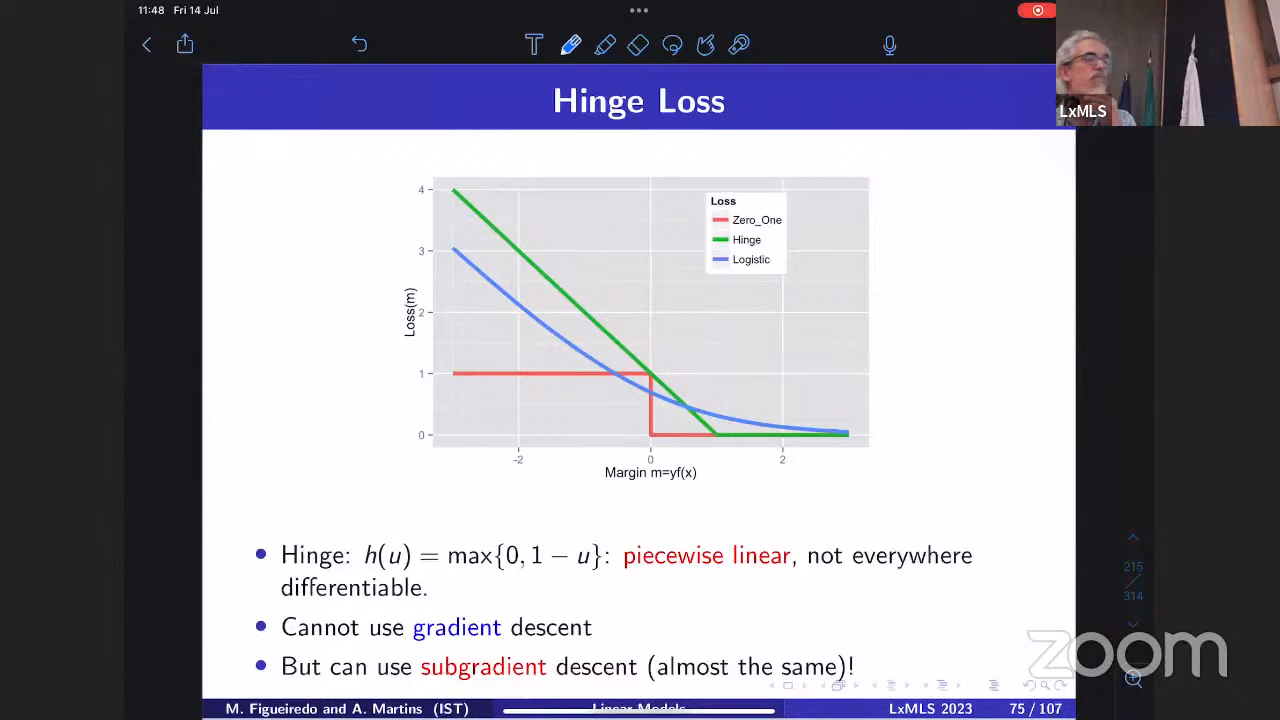 11:48 Fri 14 Jul
T
LxMLS
Hinge Loss
4
3
2
1
0
Loss(m)
Loss
Zero_One
Hinge
Logistic
-2
0
2
Margin m=yf(x)
• Hinge: h(u) = max{0, 1 − u}: piecewise linear, not everywhere
differentiable.
• Cannot use gradient descent
• But can use subgradient descent (almost the same)!
215
314
zoom
M. Figueiredo and A. Martins (IST) Linear Models LxMLS 2023 75 / 107